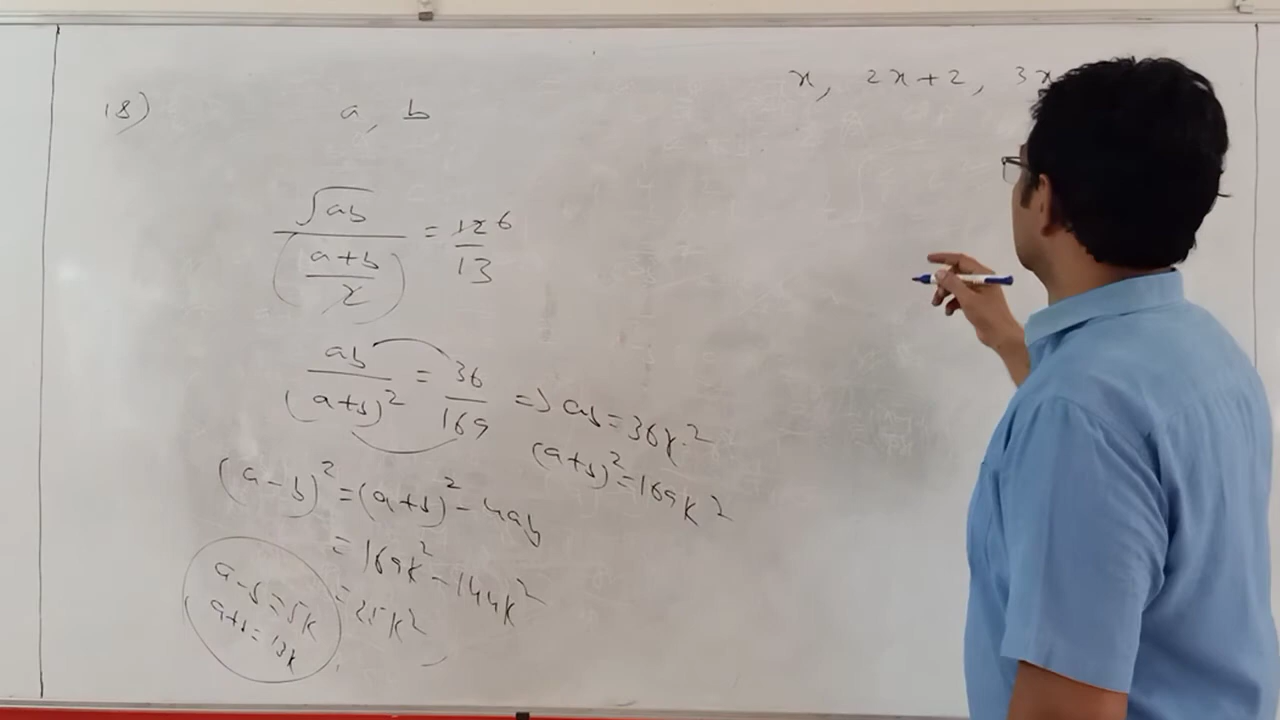 18)
a, b
x, 2x+2, 3x
√ab / ((a+b)/2) = 12 6 / 13
ab / (a+b)² = 36 / 169 => ab = 36k²
(a+b)² = 169k²
(a-b)² = (a+b)² - 4ab
= 169k² - 144k²
= 25k²
a-b = 5k
a+b = 13k